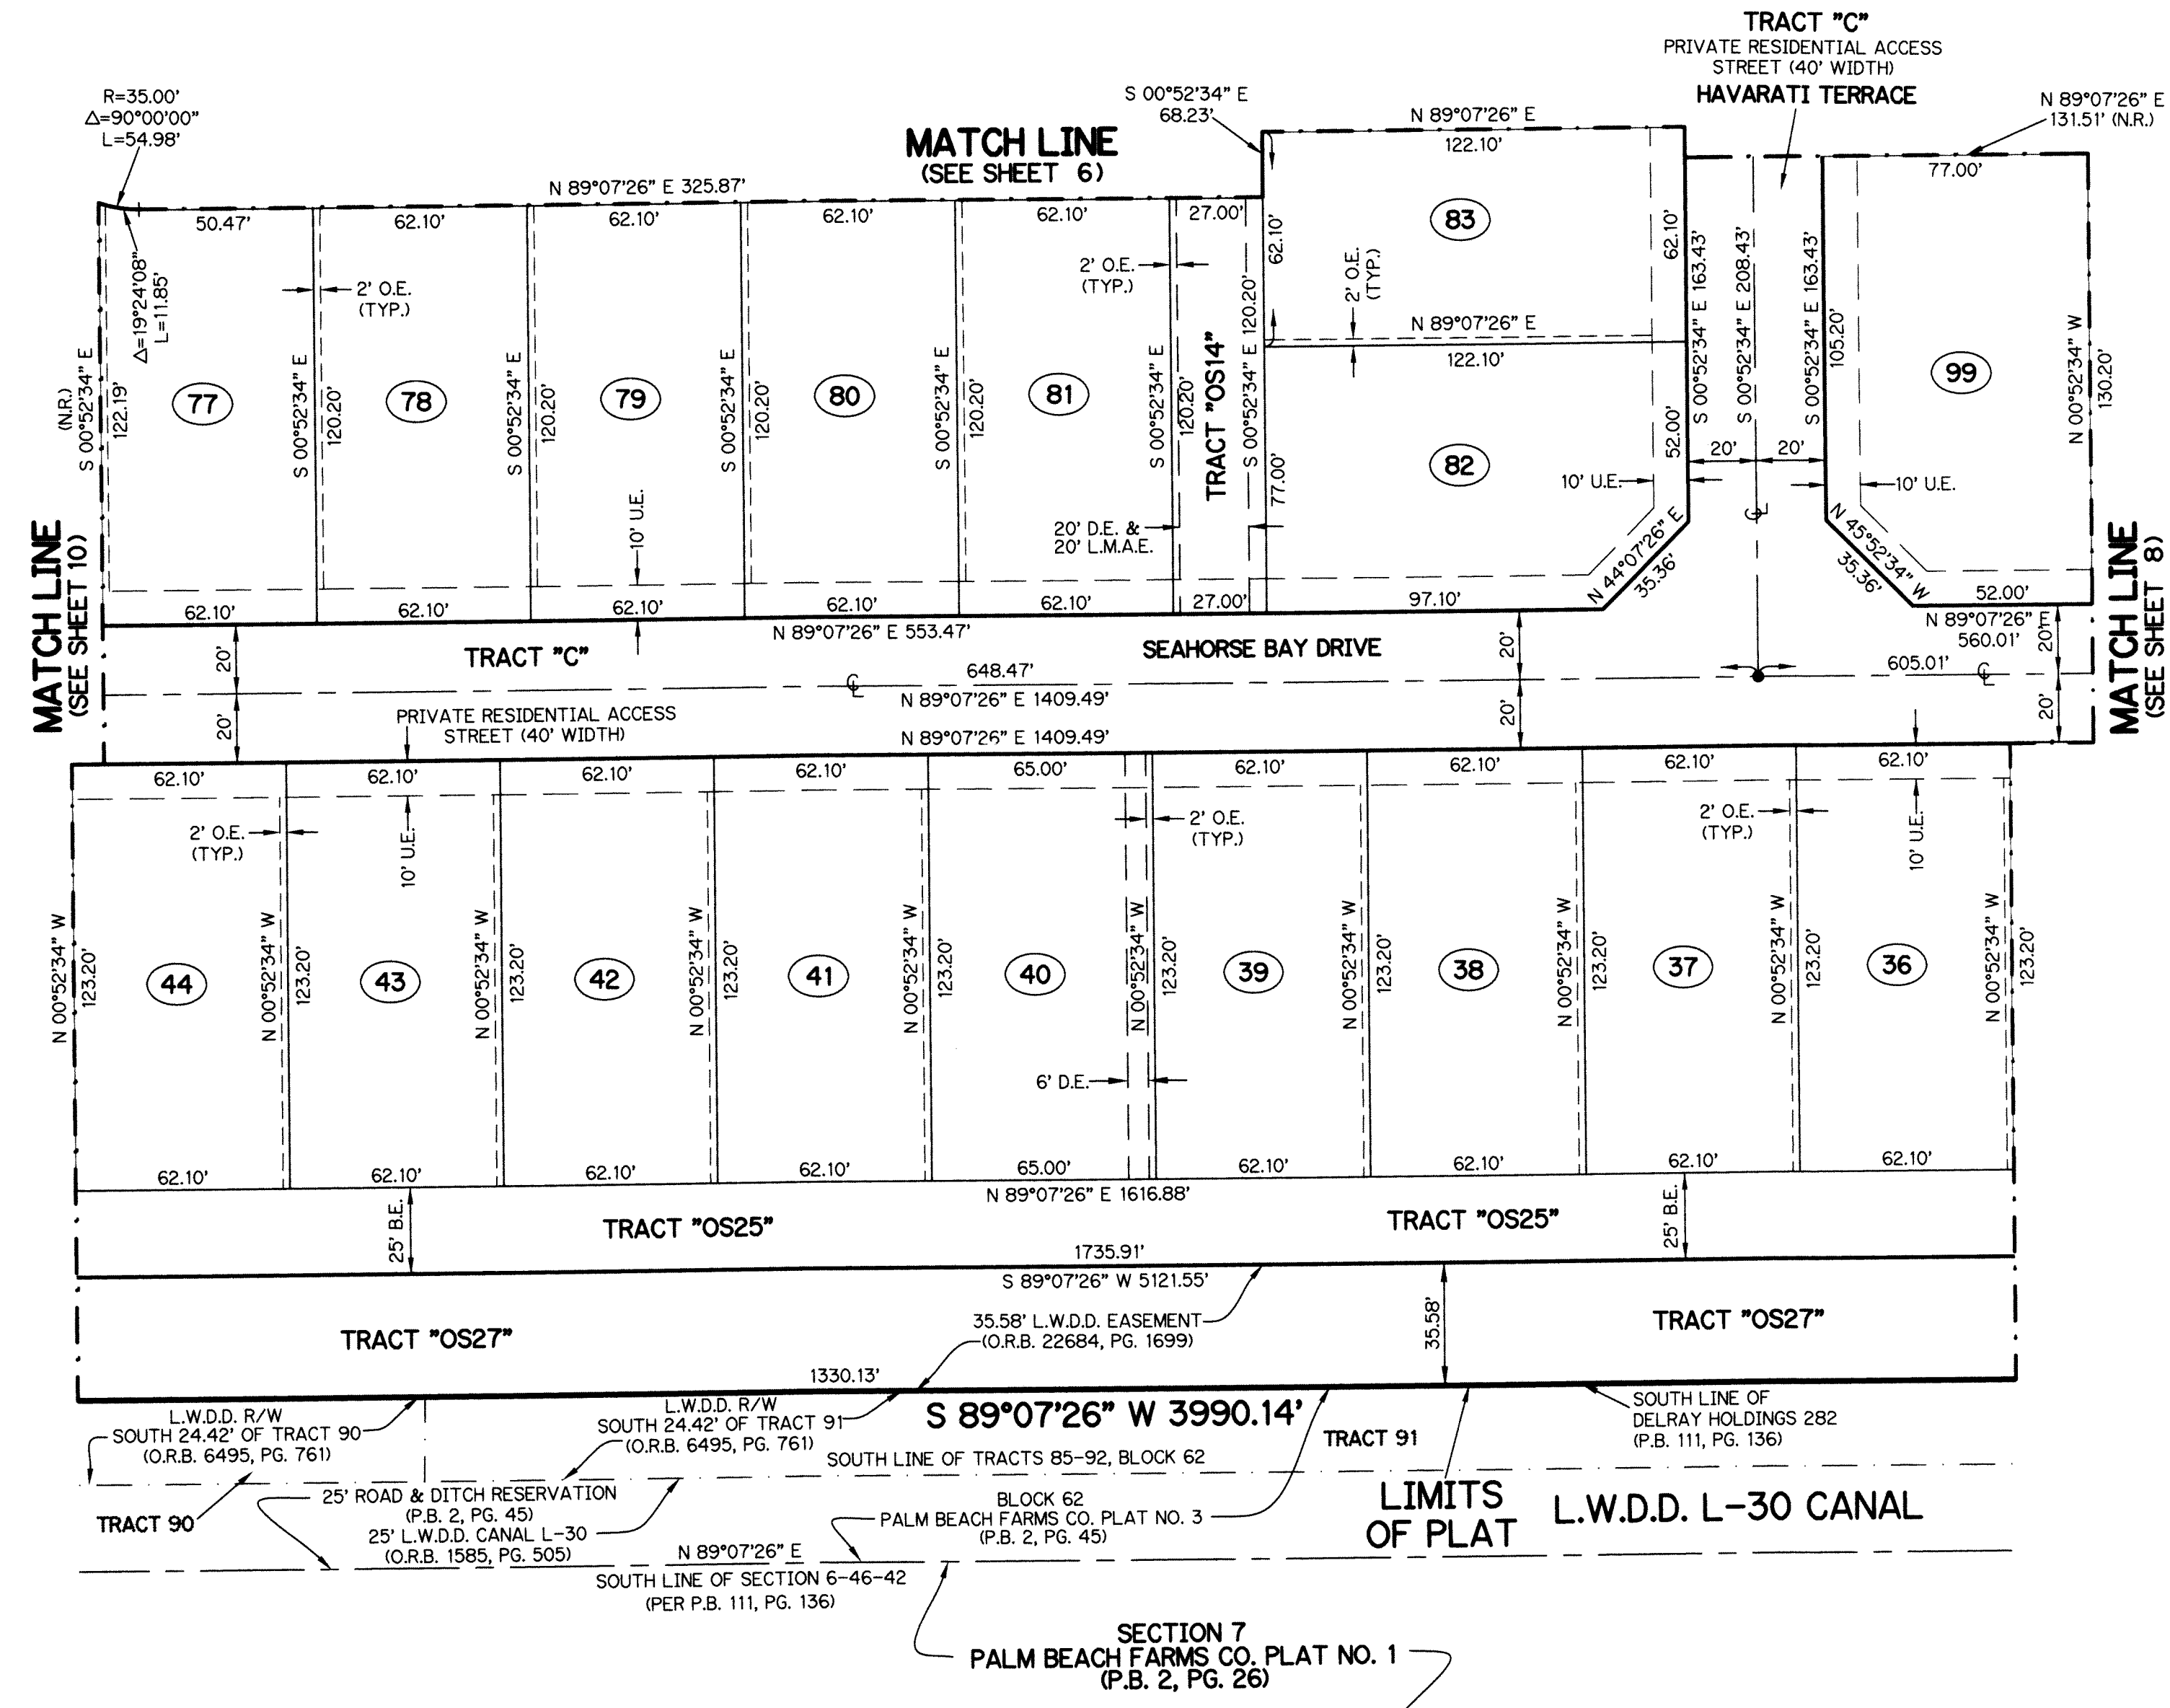 TRACT "C"
PRIVATE RESIDENTIAL ACCESS
STREET (40' WIDTH)
HAVARATI TERRACE
N 89°07'26" E
131.51' (N.R.)
R=35.00'
Δ=90°00'00"
L=54.98'
S 00°52'34" E
68.23'
N 89°07'26" E
122.10'
MATCH LINE
(SEE SHEET 6)
N 89°07'26" E 325.87'
50.47'
62.10'
62.10'
62.10'
62.10'
27.00'
77.00'
Δ=19°24'08"
L=11.85'
2' O.E.
(TYP.)
2' O.E.
(TYP.)
62.10'
2' O.E.
(TYP.)
83
62.10'
N 89°07'26" E
122.10'
(N.R.)
S 00°52'34" E
122.19'
77
S 00°52'34" E
120.20'
78
S 00°52'34" E
120.20'
79
S 00°52'34" E
120.20'
80
S 00°52'34" E
120.20'
81
S 00°52'34" E
120.20'
TRACT "OS14"
S 00°52'34" E 120.20'
77.00'
82
52.00'
S 00°52'34" E 163.43'
S 00°52'34" E 208.43'
S 00°52'34" E 163.43'
105.20'
99
N 00°52'34" W
130.20'
20'
20'
10' U.E.
10' U.E.
10' U.E.
20' D.E. &
20' L.M.A.E.
N 44°07'26" E
35.36'
N 45°52'34" W
35.36'
MATCH LINE
(SEE SHEET 10)
MATCH LINE
(SEE SHEET 8)
62.10'
62.10'
62.10'
62.10'
62.10'
27.00'
97.10'
52.00'
N 89°07'26" E 553.47'
N 89°07'26" E
560.01'
20'
TRACT "C"
SEAHORSE BAY DRIVE
20'
20'
648.47'
605.01'
N 89°07'26" E 1409.49'
20'
20'
20'
PRIVATE RESIDENTIAL ACCESS
STREET (40' WIDTH)
N 89°07'26" E 1409.49'
62.10'
62.10'
62.10'
62.10'
65.00'
62.10'
62.10'
62.10'
62.10'
2' O.E.
(TYP.)
10' U.E.
2' O.E.
(TYP.)
2' O.E.
(TYP.)
10' U.E.
N 00°52'34" W
123.20'
44
N 00°52'34" W
123.20'
43
N 00°52'34" W
123.20'
42
N 00°52'34" W
123.20'
41
N 00°52'34" W
123.20'
40
N 00°52'34" W
123.20'
39
N 00°52'34" W
123.20'
38
N 00°52'34" W
123.20'
37
N 00°52'34" W
123.20'
36
N 00°52'34" W
123.20'
6' D.E.
62.10'
62.10'
62.10'
62.10'
65.00'
62.10'
62.10'
62.10'
62.10'
N 89°07'26" E 1616.88'
25' B.E.
TRACT "OS25"
TRACT "OS25"
25' B.E.
1735.91'
S 89°07'26" W 5121.55'
TRACT "OS27"
35.58' L.W.D.D. EASEMENT
(O.R.B. 22684, PG. 1699)
35.58'
TRACT "OS27"
1330.13'
S 89°07'26" W 3990.14'
L.W.D.D. R/W
SOUTH 24.42' OF TRACT 90
(O.R.B. 6495, PG. 761)
L.W.D.D. R/W
SOUTH 24.42' OF TRACT 91
(O.R.B. 6495, PG. 761)
SOUTH LINE OF
DELRAY HOLDINGS 282
(P.B. 111, PG. 136)
TRACT 91
SOUTH LINE OF TRACTS 85-92, BLOCK 62
TRACT 90
25' ROAD & DITCH RESERVATION
(P.B. 2, PG. 45)
25' L.W.D.D. CANAL L-30
(O.R.B. 1585, PG. 505)
BLOCK 62
PALM BEACH FARMS CO. PLAT NO. 3
(P.B. 2, PG. 45)
LIMITS
OF PLAT
L.W.D.D. L-30 CANAL
N 89°07'26" E
SOUTH LINE OF SECTION 6-46-42
(PER P.B. 111, PG. 136)
SECTION 7
PALM BEACH FARMS CO. PLAT NO. 1
(P.B. 2, PG. 26)